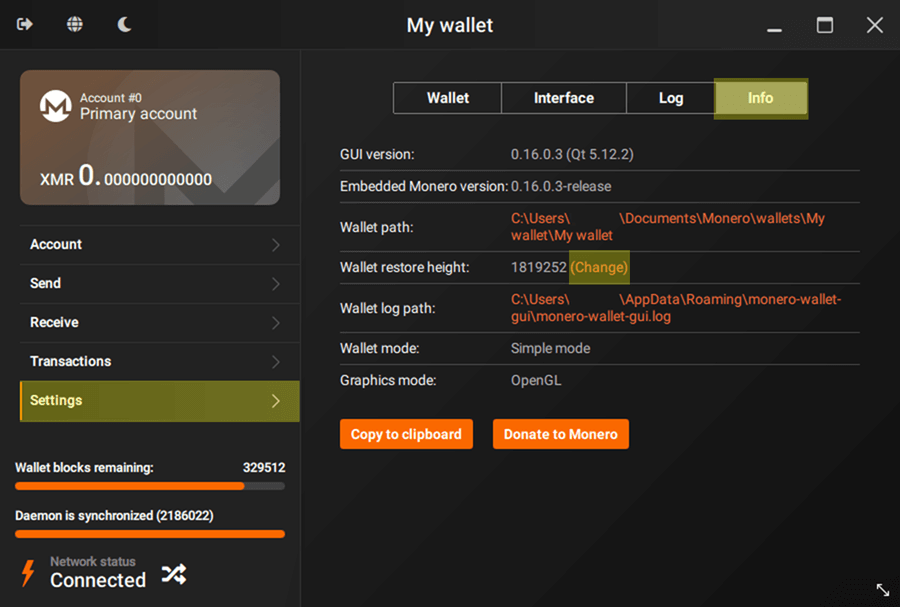 My wallet
Account #0
Primary account
XMR 0.000000000000
Account
Send
Receive
Transactions
Settings
Wallet blocks remaining: 329512
Daemon is synchronized (2186022)
Network status
Connected
Wallet Interface Log Info
GUI version: 0.16.0.3 (Qt 5.12.2)
Embedded Monero version: 0.16.0.3-release
Wallet path: C:\Users\ \Documents\Monero\wallets\My
wallet\My wallet
Wallet restore height: 1819252 (Change)
Wallet log path: C:\Users\ \AppData\Roaming\monero-wallet-
gui\monero-wallet-gui.log
Wallet mode: Simple mode
Graphics mode: OpenGL
Copy to clipboard Donate to Monero